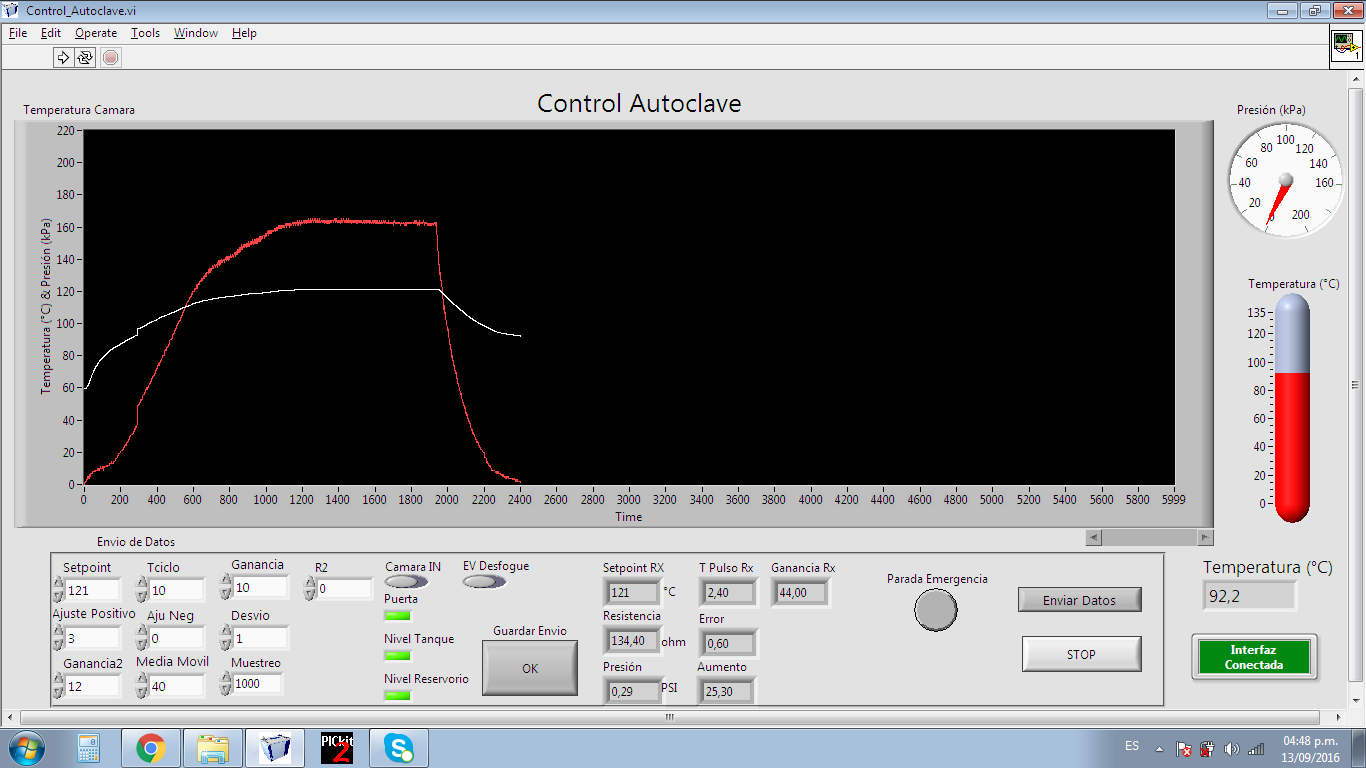 Control_Autoclave.vi
File Edit Operate Tools Window Help
1
Control Autoclave
Temperatura Camara
Presión (kPa)
0 20 40 60 80 100 120 140 160 200
Temperatura (°C) & Presión (kPa)
220
200
180
160
140
120
100
80
60
40
20
0
0 200 400 600 800 1000 1200 1400 1600 1800 2000 2200 2400 2600 2800 3000 3200 3400 3600 3800 4000 4200 4400 4600 4800 5000 5200 5400 5600 5800 5999
Time
Temperatura (°C)
135
120
100
80
60
40
20
0
Temperatura (°C)
92,2
Interfaz
Conectada
Envio de Datos
Setpoint Tciclo Ganancia R2
121 10 10 0
Ajuste Positivo Aju Neg Desvio
3 0 1
Ganancia2 Media Movil Muestreo
12 40 1000
Camara IN EV Desfogue
Puerta
Nivel Tanque
Nivel Reservorio
Guardar Envio
OK
Setpoint RX T Pulso Rx Ganancia Rx
121 °C 2,40 44,00
Resistencia Error
134,40 ohm 0,60
Presión Aumento
0,29 PSI 25,30
Parada Emergencia
Enviar Datos
STOP
PICkit
2
ES
04:48 p.m.
13/09/2016